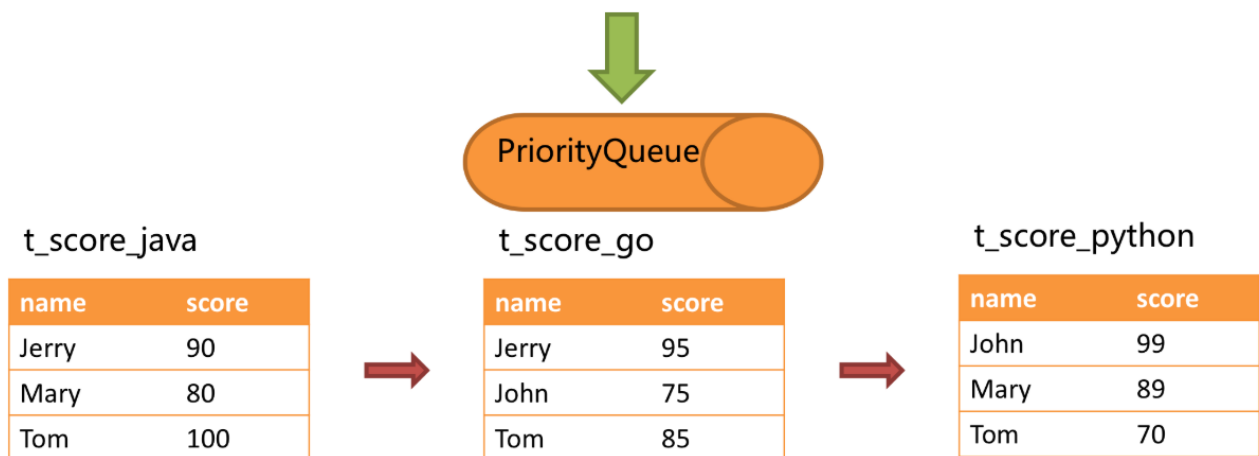 PriorityQueue
t_score_java
name score
Jerry 90
Mary 80
Tom 100
t_score_go
name score
Jerry 95
John 75
Tom 85
t_score_python
name score
John 99
Mary 89
Tom 70